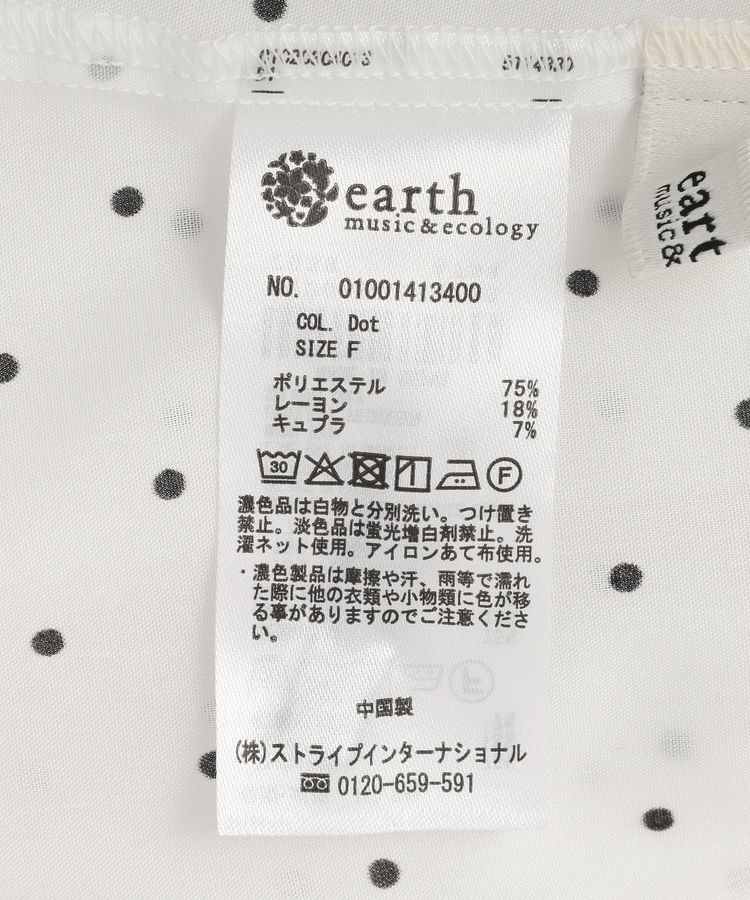 earth
music&ecology
NO. 01001413400
COL. Dot
SIZE F
ポリエステル 75%
レーヨン 18%
キュプラ 7%
30 F
濃色品は白物と分別洗い。つけ置き
禁止。淡色品は蛍光増白剤禁止。洗
濯ネット使用。アイロンあて布使用。
・濃色製品は摩擦や汗、雨等で濡れ
た際に他の衣類や小物類に色が移
る事がありますのでご注意くださ
い。
中国製
(株)ストライプインターナショナル
0120-659-591
eart
music&